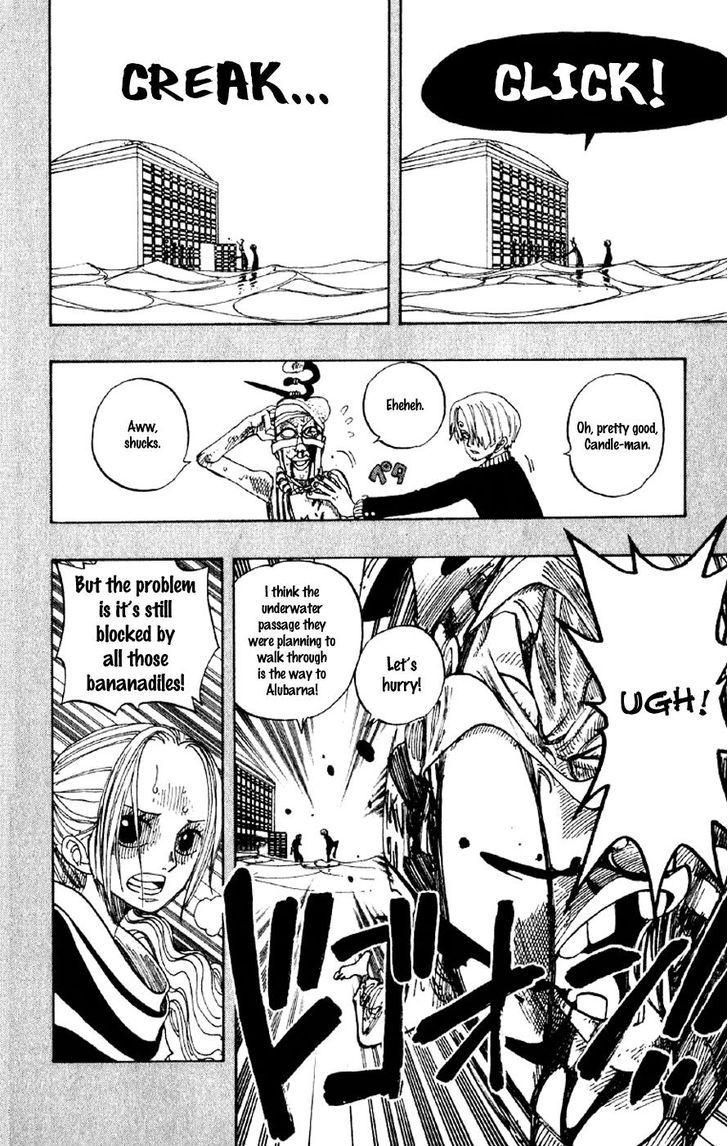 CLICK!
CREAK...
Oh, pretty good,
Candle-man.
Eheheh.
ペタ
Aww,
shucks.
UGH!
Let's
hurry!
I think the
underwater
passage they
were planning to
walk through
is the way to
Alubarna!
ドゴオーン!!
But the problem
is it's still
blocked by
all those
bananadiles!